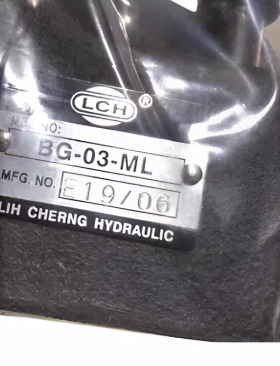 LCH ®
NO:
BG-03-ML
MFG. NO. E19/06
LIH CHERNG HYDRAULIC